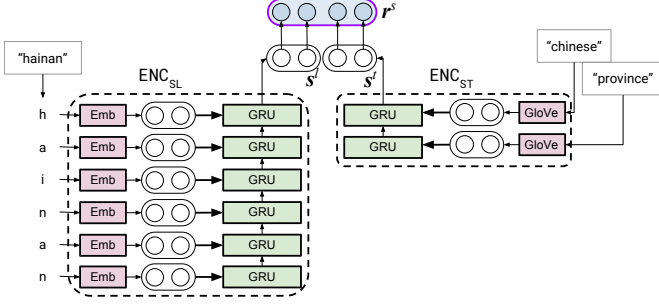 r^s
"hainan"
"chinese"
"province"
s^l
s^t
ENC_SL
ENC_ST
h Emb GRU
a Emb GRU
i Emb GRU
n Emb GRU
a Emb GRU
n Emb GRU
GRU GloVe
GRU GloVe